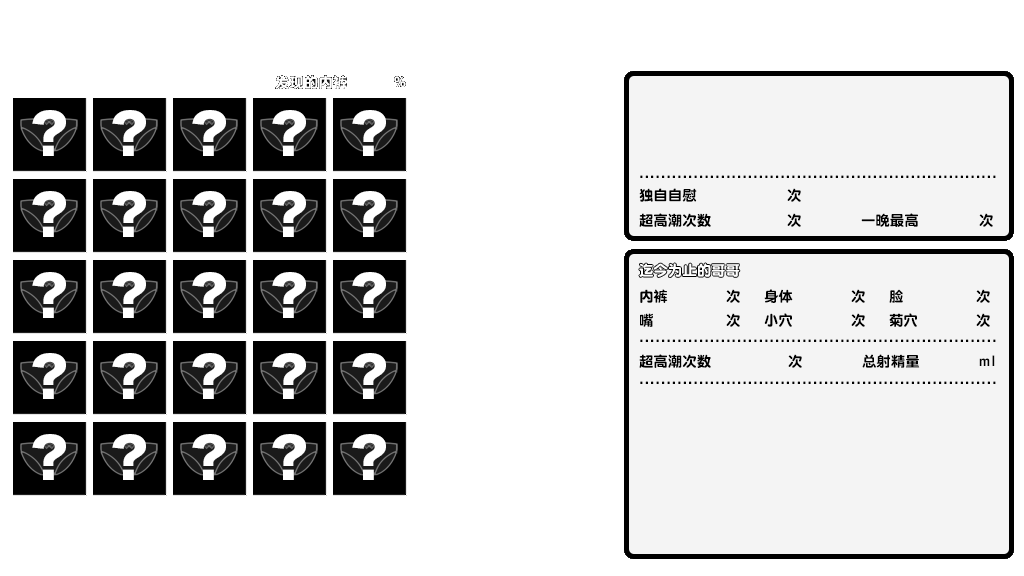 发现的内裤 %
? ? ? ? ?
? ? ? ? ?
? ? ? ? ?
? ? ? ? ?
? ? ? ? ?
独自自慰 次
超高潮次数 次 一晚最高 次
迄今为止的哥哥
内裤 次 身体 次 脸 次
嘴 次 小穴 次 菊穴 次
超高潮次数 次 总射精量 ml